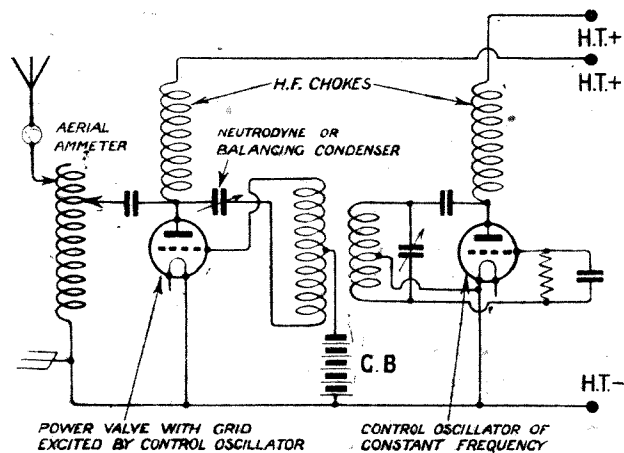 H.T.+
H.T.+
H.F. CHOKES
AERIAL
AMMETER
NEUTRODYNE OR
BALANCING CONDENSER
G.B
H.T.-
POWER VALVE WITH GRID
EXCITED BY CONTROL OSCILLATOR
CONTROL OSCILLATOR OF
CONSTANT FREQUENCY